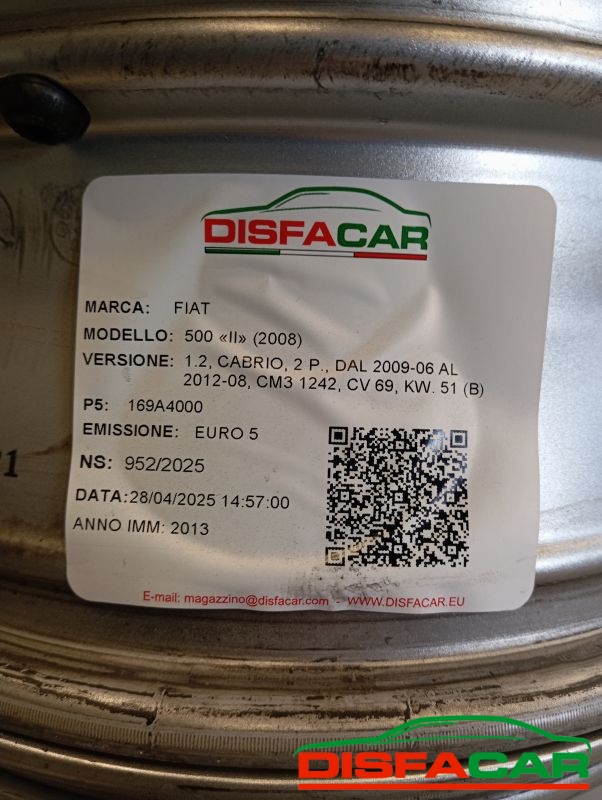 DISFACAR
MARCA: FIAT
MODELLO: 500 «II» (2008)
VERSIONE: 1.2, CABRIO, 2 P., DAL 2009-06 AL
2012-08, CM3 1242, CV 69, KW. 51 (B)
P5: 169A4000
EMISSIONE: EURO 5
NS: 952/2025
DATA:28/04/2025 14:57:00
ANNO IMM: 2013
E-mail: magazzino@disfacar.com - WWW.DISFACAR.EU
DISFACAR